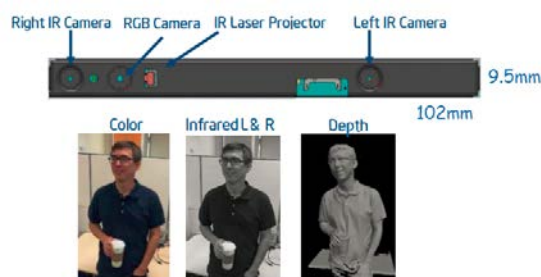 Right IR Camera RGB Camera IR Laser Projector Left IR Camera
9.5mm
102mm
Color Infrared L & R Depth